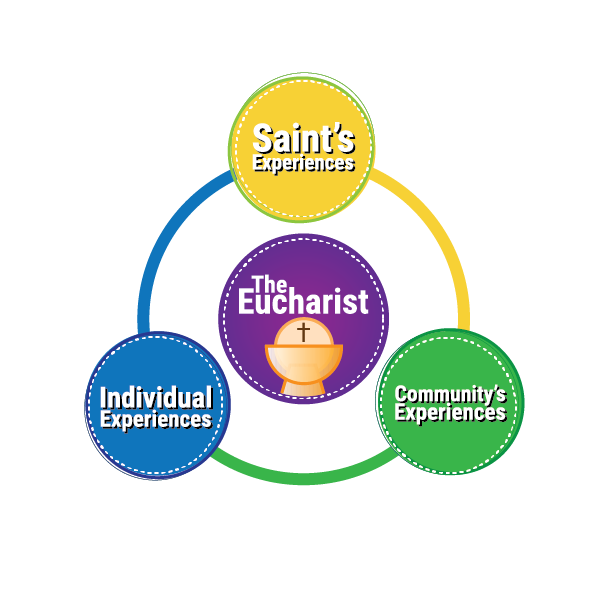 Saint's
Experiences
The
Eucharist
Individual
Experiences
Community's
Experiences